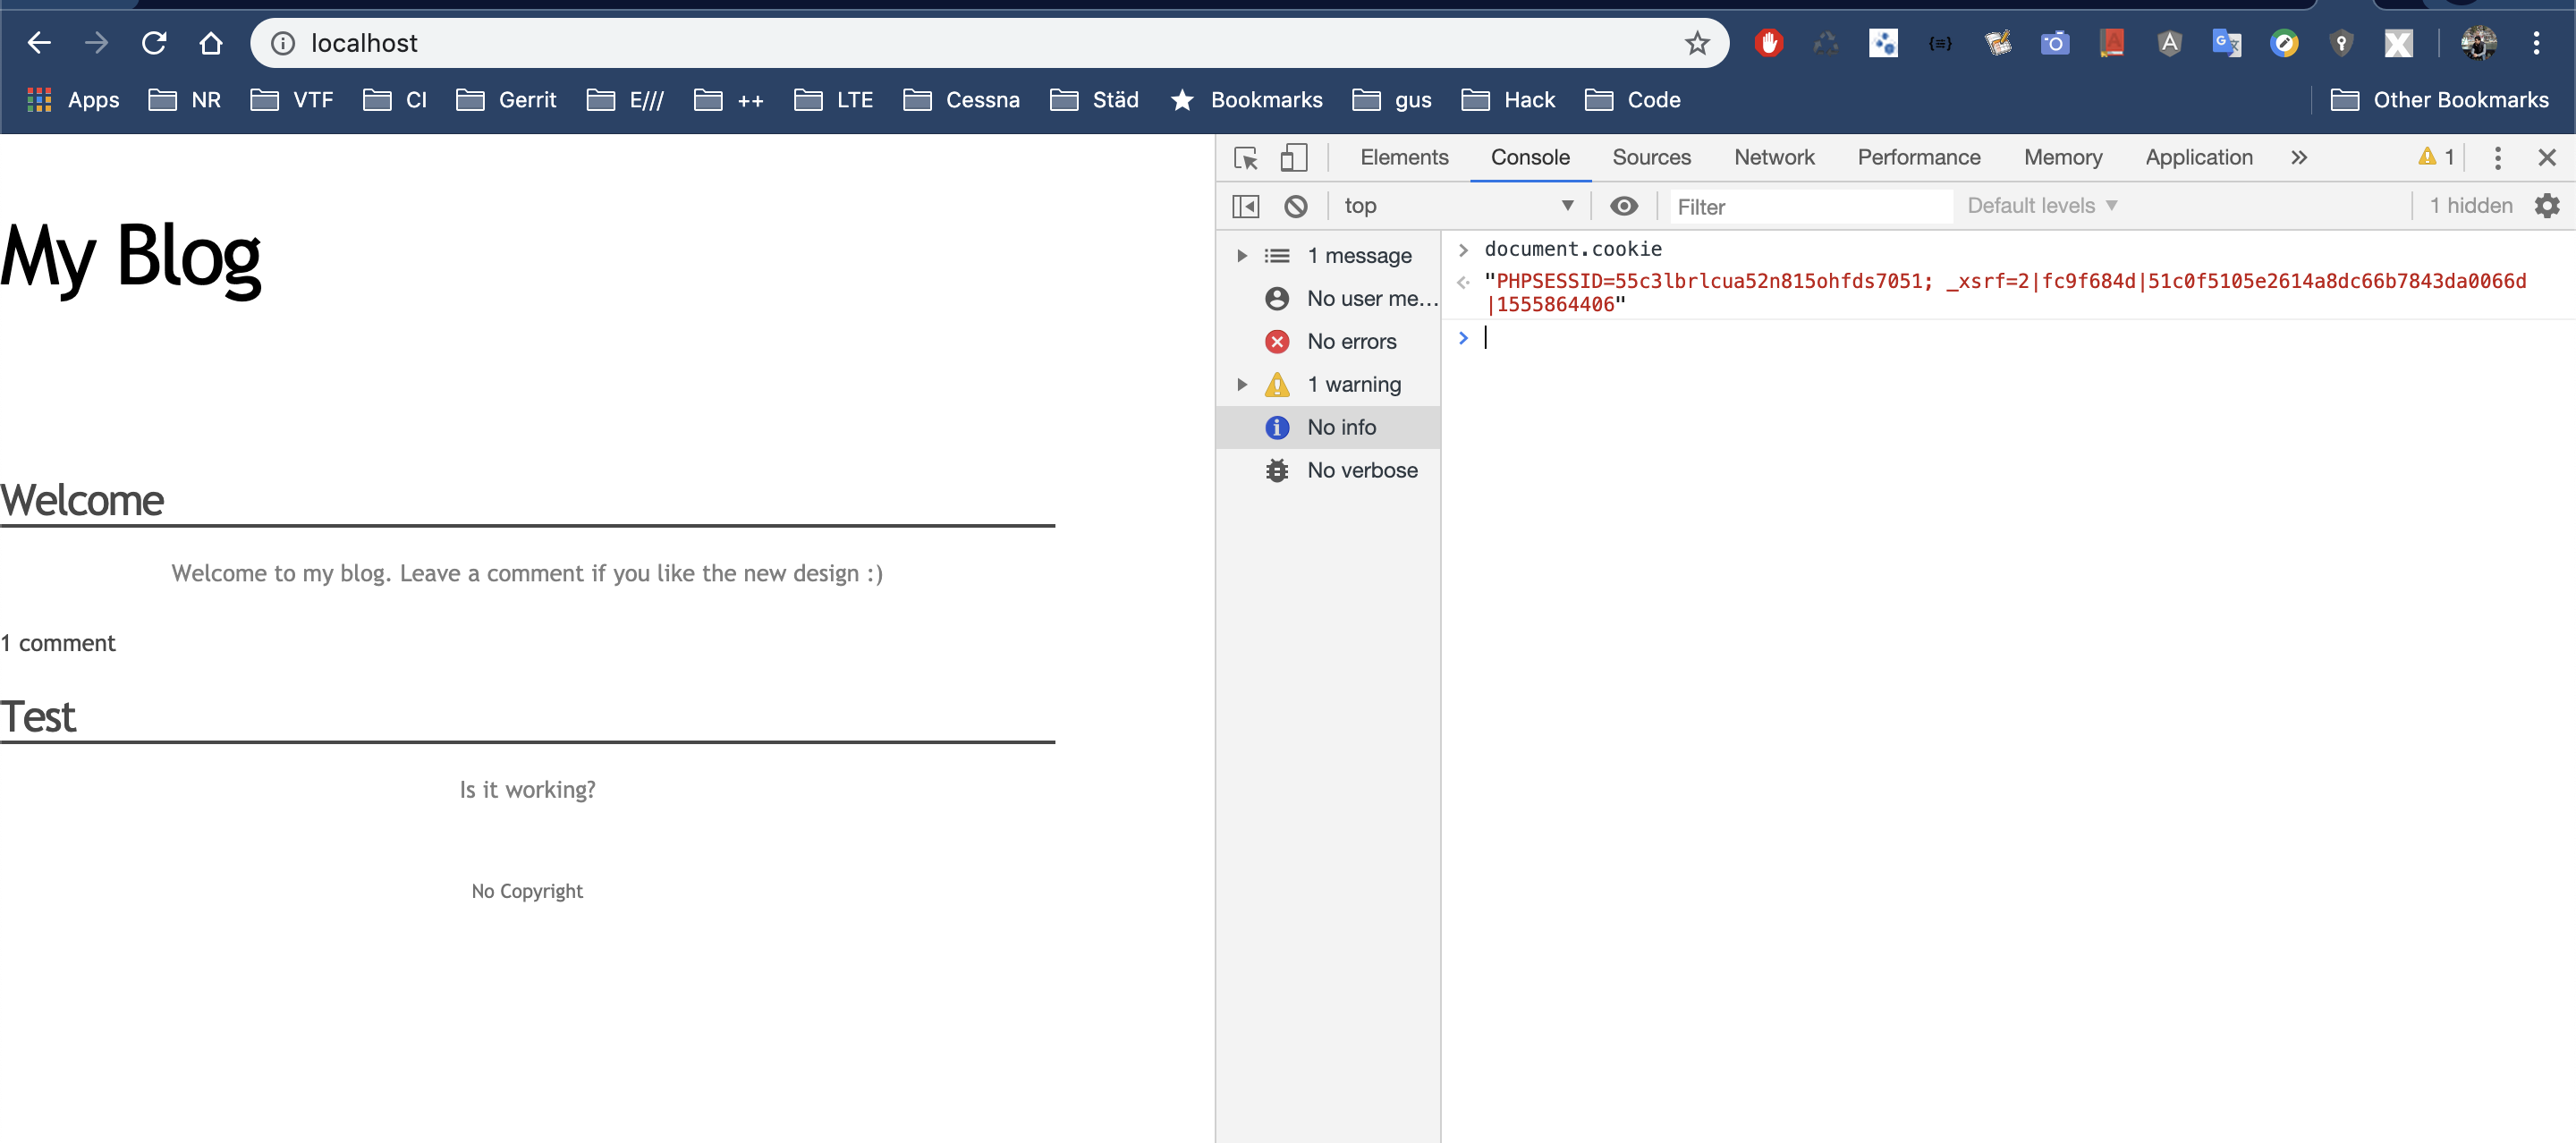 localhost
Apps NR VTF CI Gerrit E/// ++ LTE Cessna Städ Bookmarks gus Hack Code Other Bookmarks
My Blog
Welcome
Welcome to my blog. Leave a comment if you like the new design :)
1 comment
Test
Is it working?
No Copyright
Elements Console Sources Network Performance Memory Application » 1
top Filter Default levels 1 hidden
1 message
No user me...
No errors
1 warning
No info
No verbose
> document.cookie
"PHPSESSID=55c3lbrlcua52n815ohfds7051; _xsrf=2|fc9f684d|51c0f5105e2614a8dc66b7843da0066d
|1555864406"
>